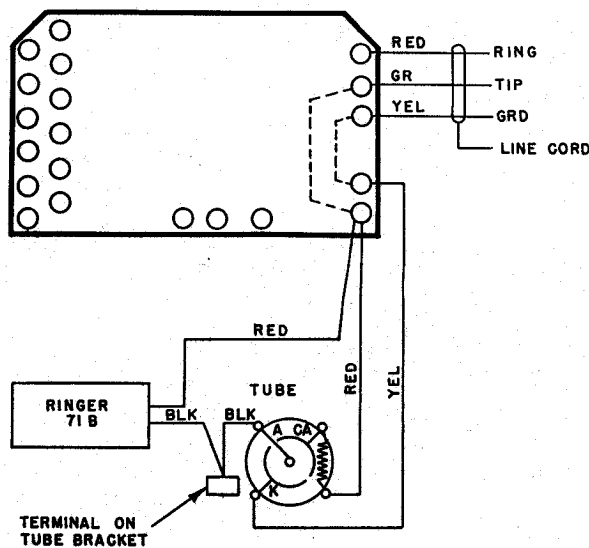 RED
RING
GR
TIP
YEL
GRD
LINE CORD
RED
RED
YEL
TUBE
RINGER
71B
BLK
BLK
A
CA
K
TERMINAL ON
TUBE BRACKET